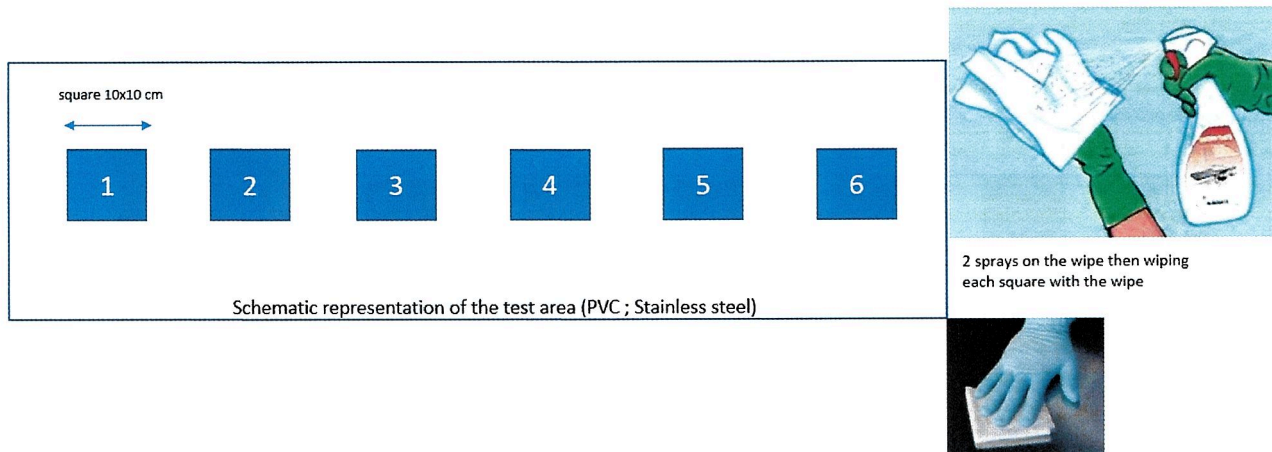 square 10x10 cm
1 2 3 4 5 6
Schematic representation of the test area (PVC ; Stainless steel)
2 sprays on the wipe then wiping
each square with the wipe